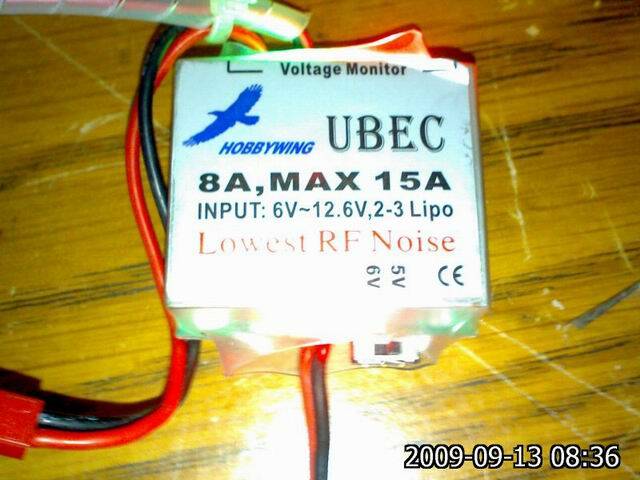 Voltage Monitor
HOBBYWING UBEC
8A,MAX 15A
INPUT: 6V~12.6V,2-3 Lipo
Lowest RF Noise
6V 5V CE
2009-09-13 08:36